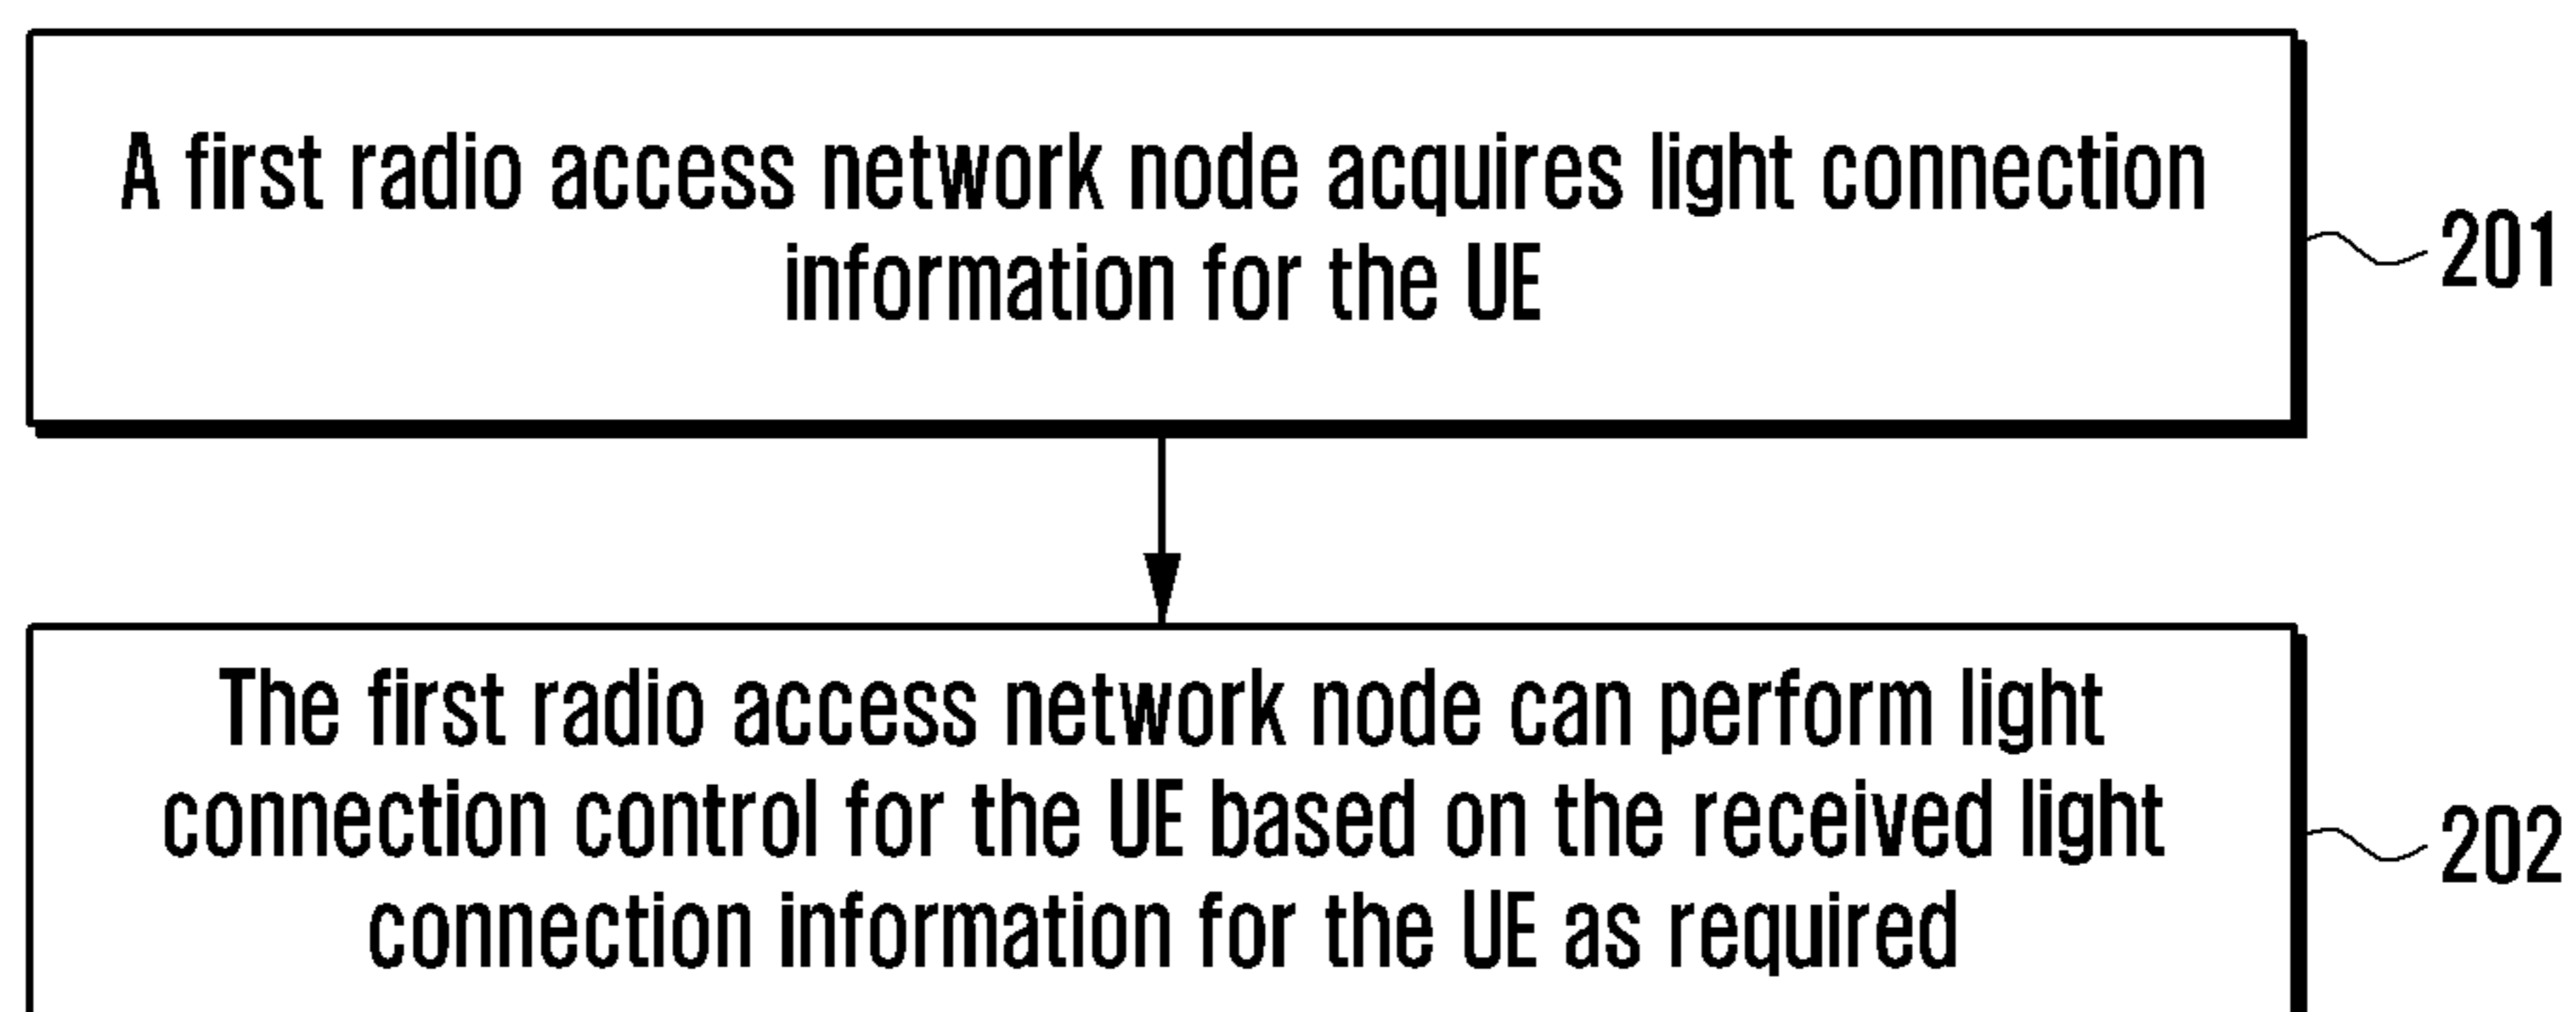 A first radio access network node acquires light connection
information for the UE
201
The first radio access network node can perform light
connection control for the UE based on the received light
connection information for the UE as required
202